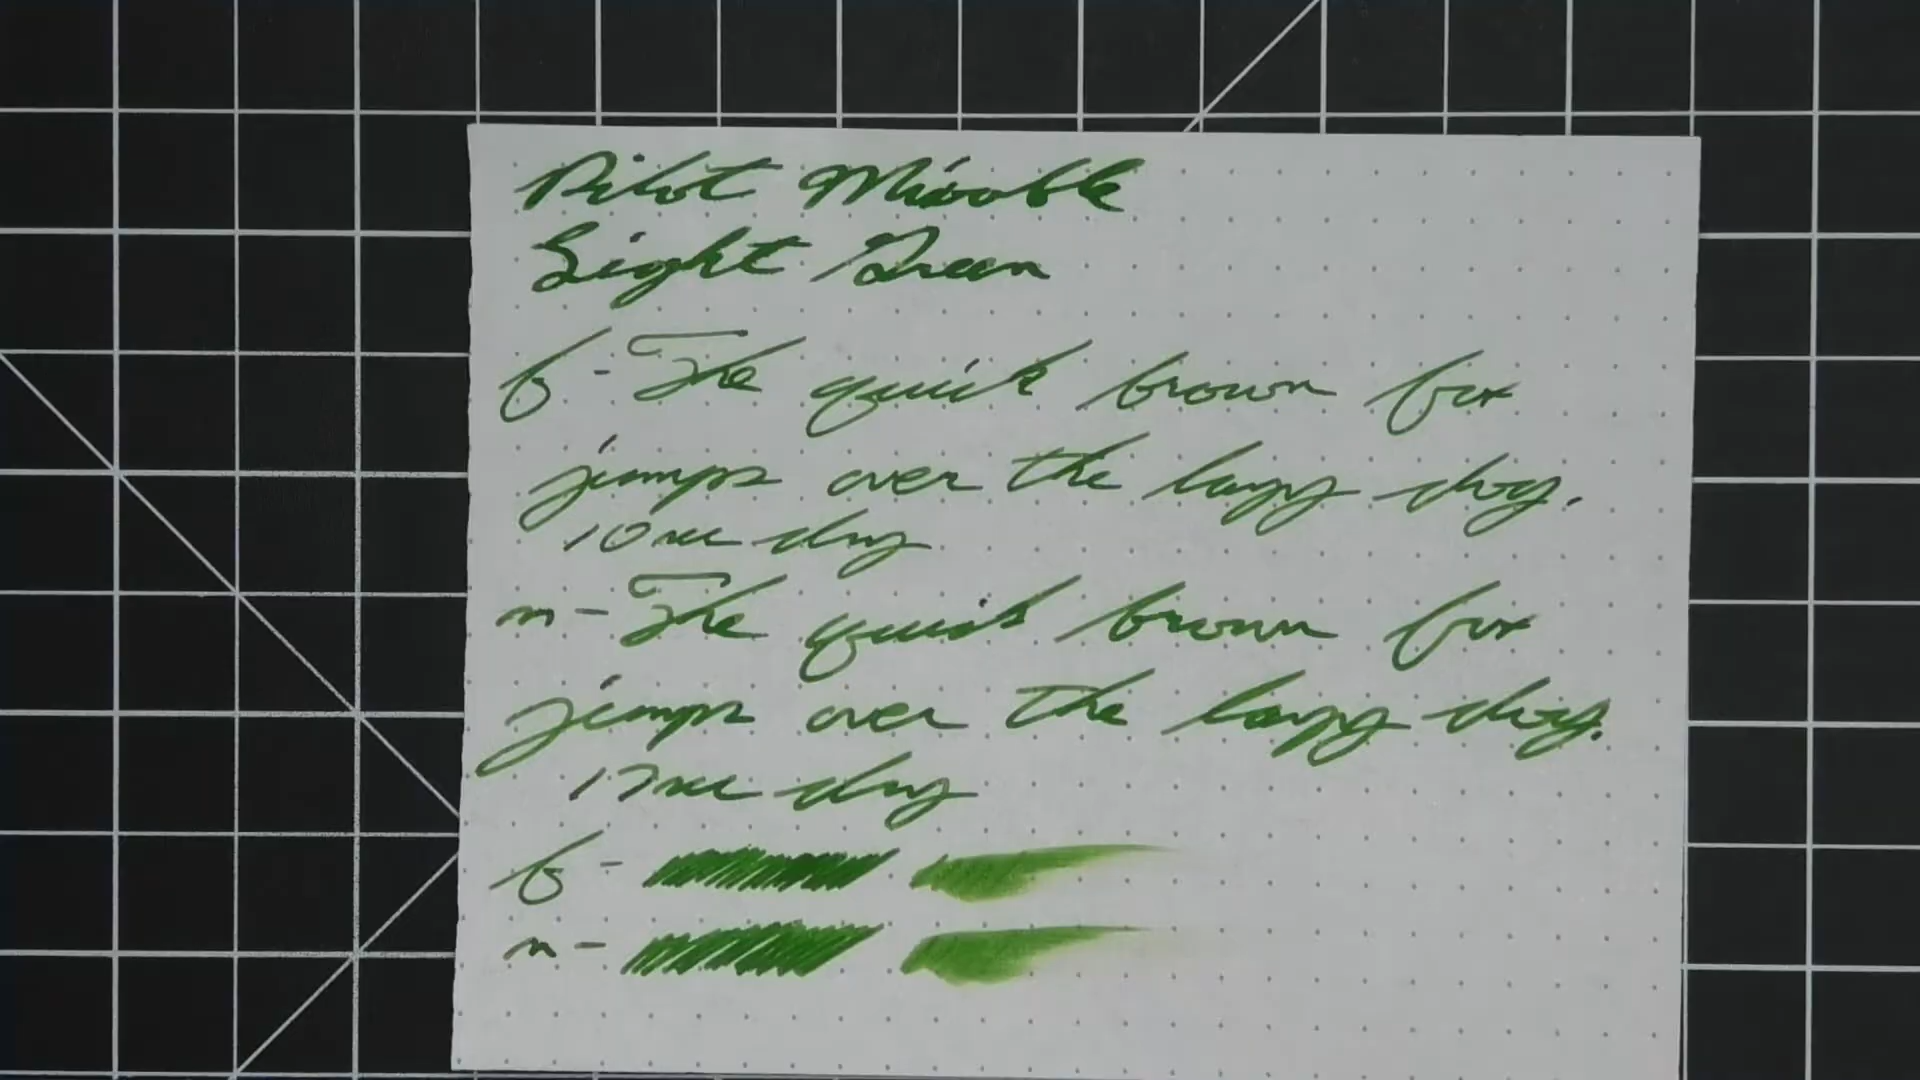 Pilot Mixable
Light Green
f - The quick brown fox
jumps over the lazy dog.
10 sec dry
m - The quick brown fox
jumps over the lazy dog.
17 sec dry
f -
m -